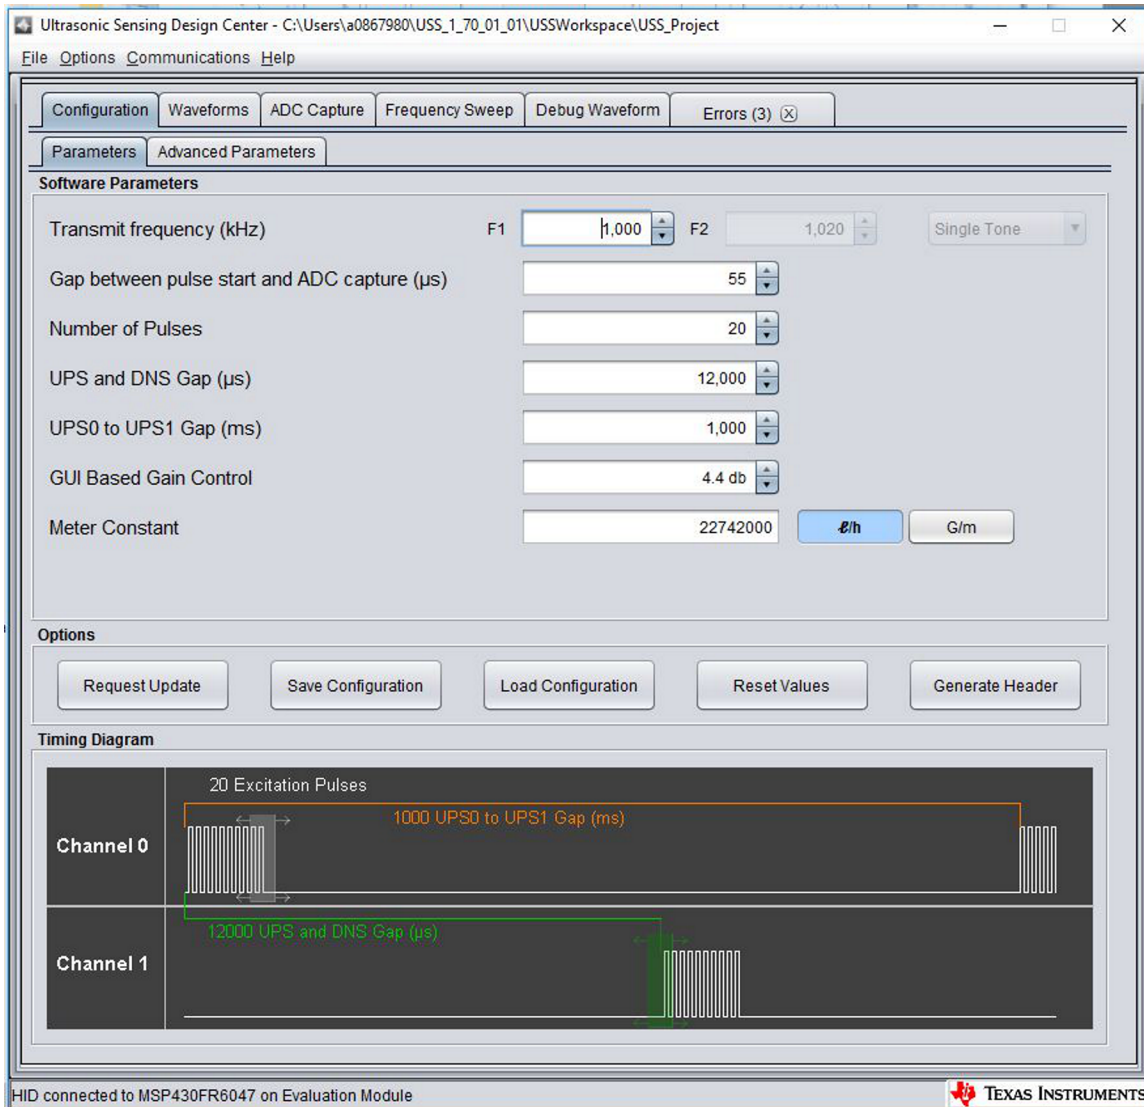 Ultrasonic Sensing Design Center - C:\Users\a0867980\USS_1_70_01_01\USSWorkspace\USS_Project
File Options Communications Help
Configuration Waveforms ADC Capture Frequency Sweep Debug Waveform Errors (3)
Parameters Advanced Parameters
Software Parameters
Transmit frequency (kHz) F1 1,000 F2 1,020 Single Tone
Gap between pulse start and ADC capture (µs) 55
Number of Pulses 20
UPS and DNS Gap (µs) 12,000
UPS0 to UPS1 Gap (ms) 1,000
GUI Based Gain Control 4.4 db
Meter Constant 22742000 ℓ/h G/m
Options
Request Update Save Configuration Load Configuration Reset Values Generate Header
Timing Diagram
20 Excitation Pulses
1000 UPS0 to UPS1 Gap (ms)
Channel 0
12000 UPS and DNS Gap (µs)
Channel 1
HID connected to MSP430FR6047 on Evaluation Module TEXAS INSTRUMENTS